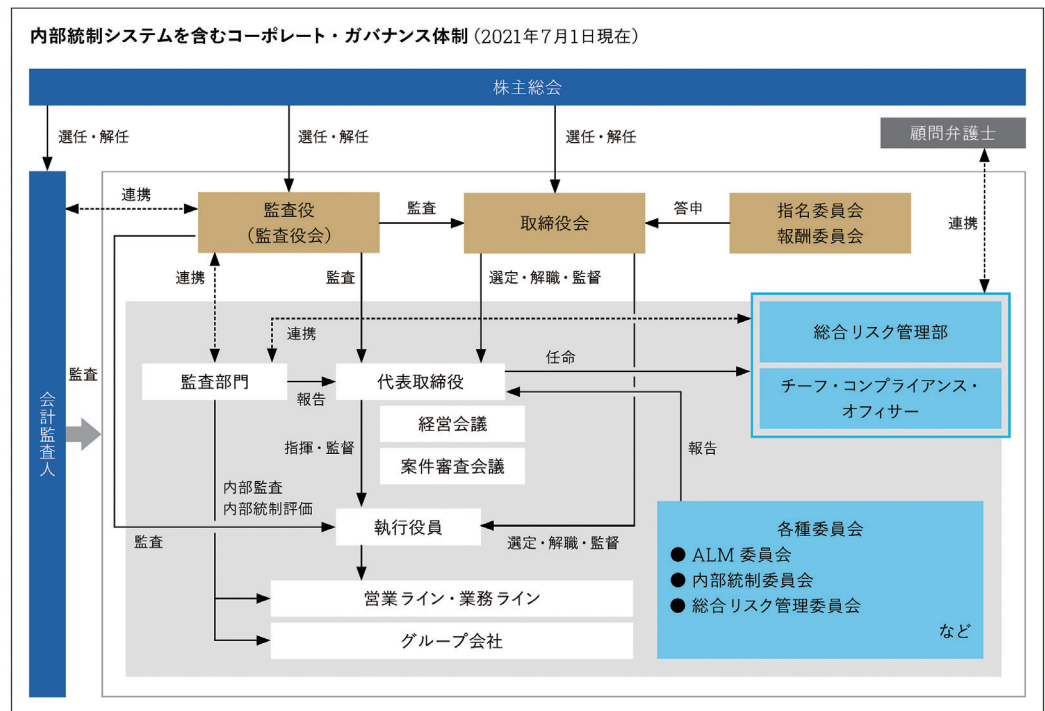 内部統制システムを含むコーポレート・ガバナンス体制（2021年7月1日現在）
株主総会
選任・解任
選任・解任
選任・解任
顧問弁護士
連携
監査役
（監査役会）
監査
取締役会
答申
指名委員会
報酬委員会
連携
連携
監査
選定・解職・監督
総合リスク管理部
連携
監査
会計監査人
監査部門
報告
代表取締役
任命
チーフ・コンプライアンス・
オフィサー
経営会議
指揮・監督
案件審査会議
報告
内部監査
内部統制評価
監査
執行役員
選定・解職・監督
各種委員会
● ALM 委員会
● 内部統制委員会
● 総合リスク管理委員会
など
営業ライン・業務ライン
グループ会社